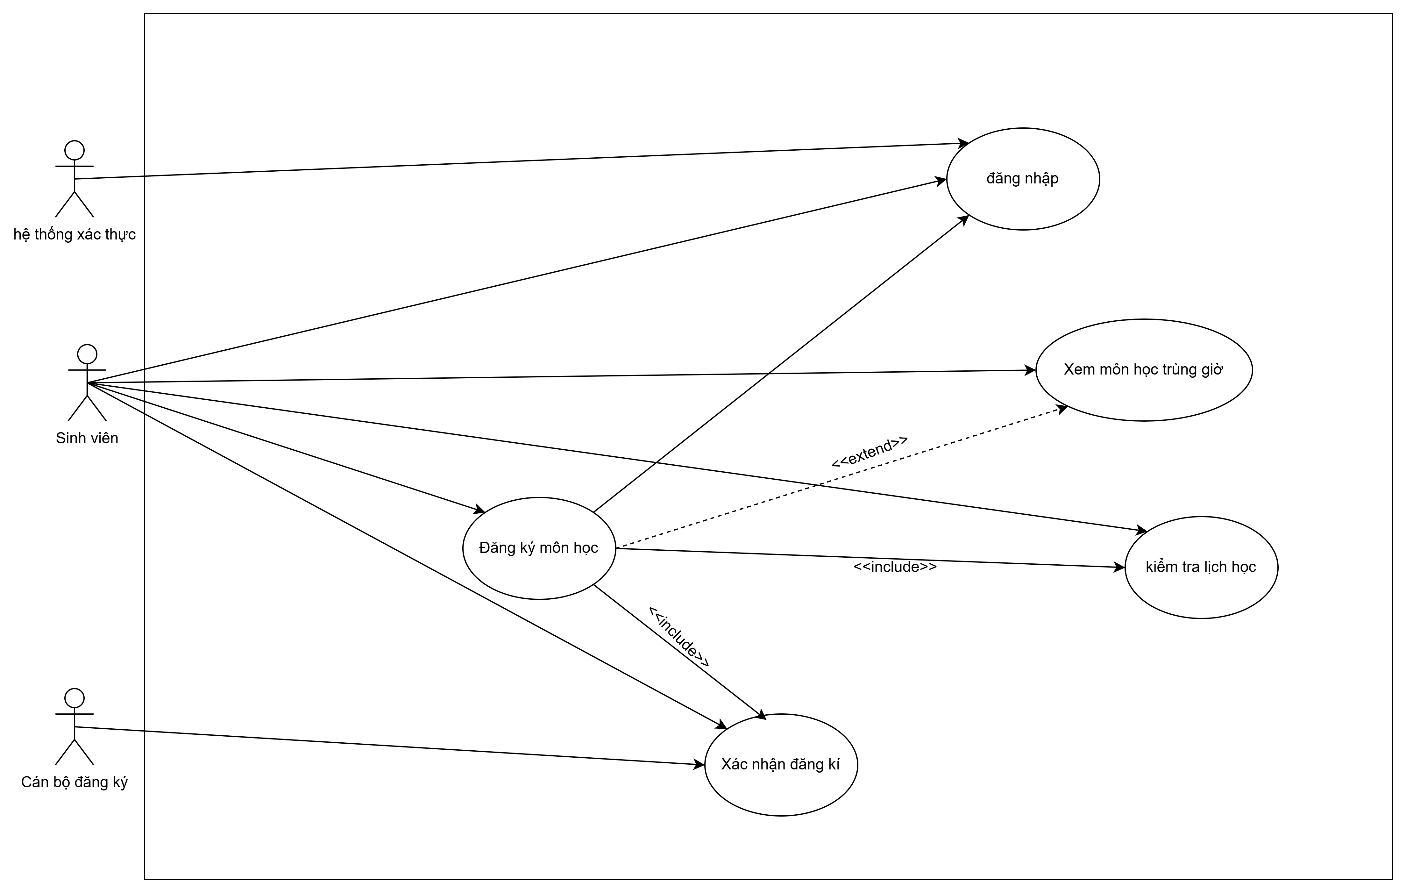 đăng nhập
hệ thống xác thực
Xem môn học trùng giờ
Sinh viên
<<extend>>
Đăng ký môn học
<<include>>
kiểm tra lịch học
<<include>>
Xác nhận đăng kí
Cán bộ đăng ký